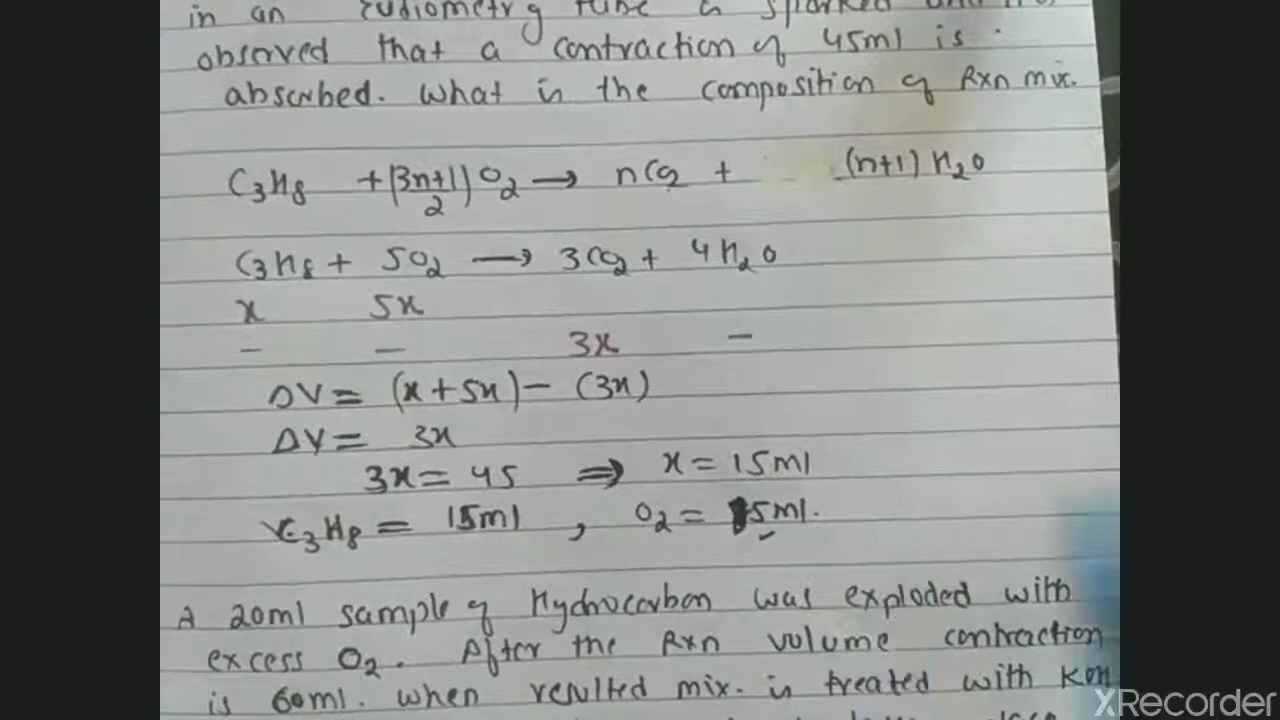 in an Eudiometry tube is sparked
observed that a contraction of 45ml is
absorbed. What is the composition of Rxn mix.
C₃H₈ + (3n+1/2) O₂ → nCO₂ + (n+1) H₂O
C₃H₈ + 5O₂ → 3CO₂ + 4H₂O
x 5x
- - 3x -
ΔV = (x + 5x) - (3x)
ΔV = 3x
3x = 45 ⇒ x = 15ml
C₃H₈ = 15ml , O₂ = 5ml.
A 20ml sample of Hydrocarbon was exploded with
excess O₂. After the Rxn volume contraction
is 60ml. when resulted mix. is treated with KOH
XRecorder